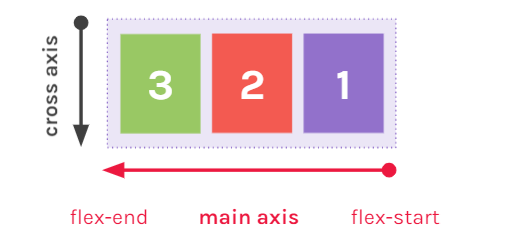 cross axis
3 2 1
flex-end main axis flex-start